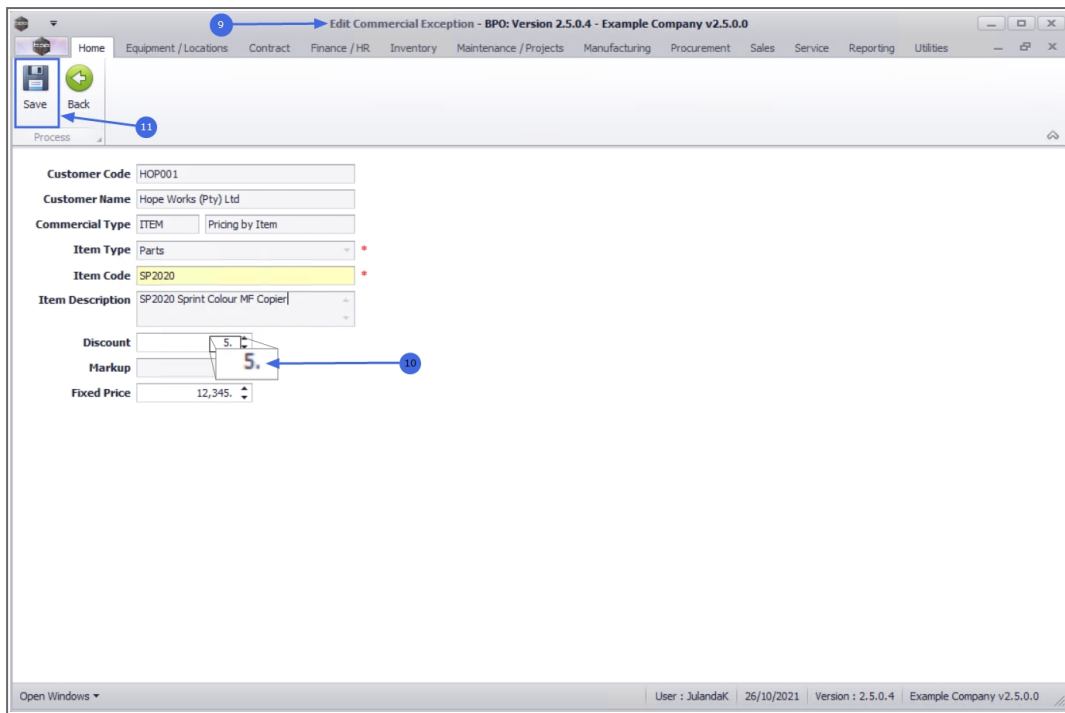 9
Edit Commercial Exception - BPO: Version 2.5.0.4 - Example Company v2.5.0.0
Home Equipment / Locations Contract Finance / HR Inventory Maintenance / Projects Manufacturing Procurement Sales Service Reporting Utilities
Save Back
11
Process
Customer Code HOP001
Customer Name Hope Works (Pty) Ltd
Commercial Type ITEM Pricing by Item
Item Type Parts *
Item Code SP2020 *
Item Description SP2020 Sprint Colour MF Copier
Discount 5.
5. 10
Markup
Fixed Price 12,345.
Open Windows User : JulandaK 26/10/2021 Version : 2.5.0.4 Example Company v2.5.0.0